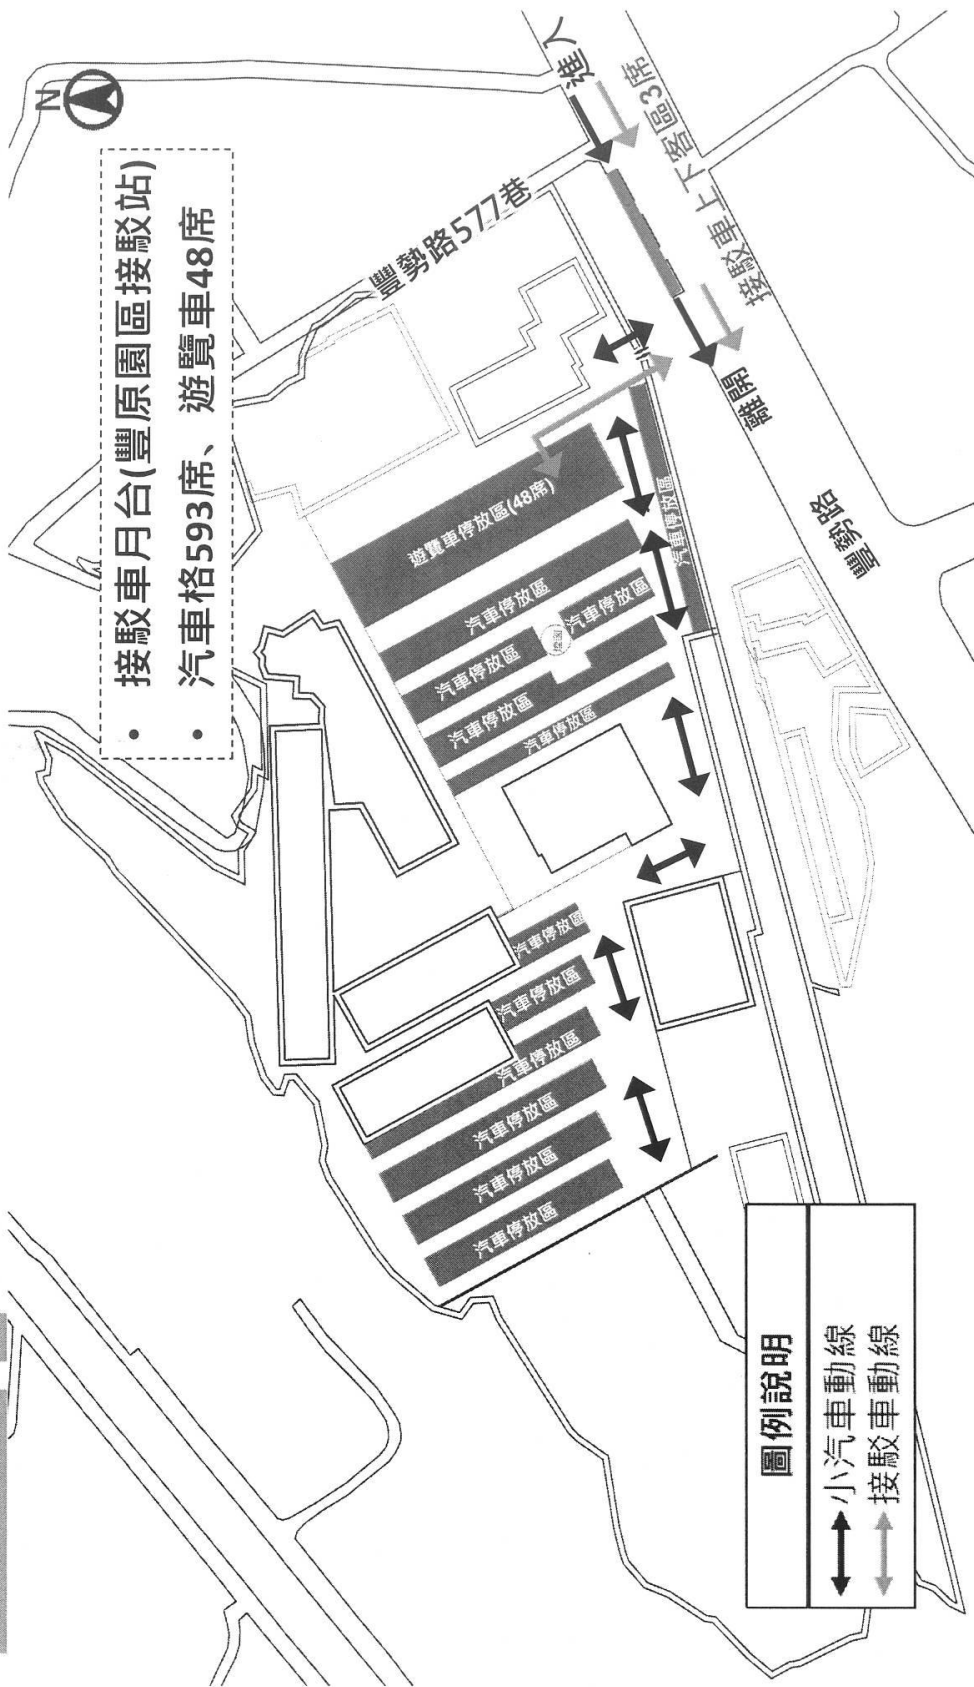 N
• 接駁車月台(豐原園區接駁站)
• 汽車格593席、遊覽車48席
進入
接駁車上下客區3席
豐勢路577巷
離開
豐勢路
遊覽車停放區(48席)
汽車停放區
汽車停放區
汽車停放區
汽車停放區
汽車停放區
汽車停放區
汽車停放區
汽車停放區
汽車停放區
汽車停放區
汽車停放區
汽車停放區
汽車停放區
圖例說明
小汽車動線
接駁車動線